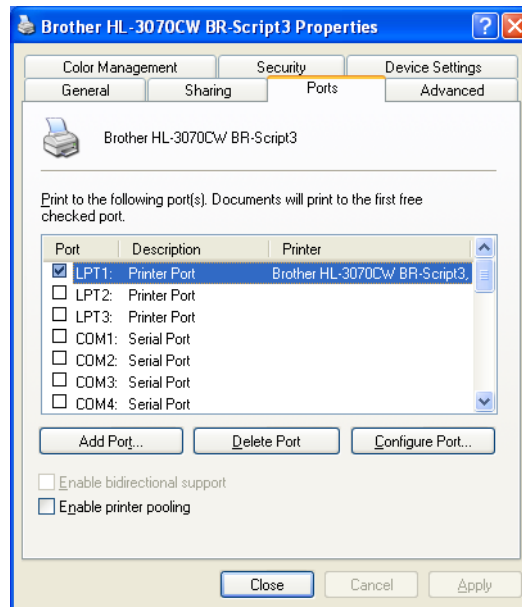 Brother HL-3070CW BR-Script3 Properties
Color Management Security Device Settings
General Sharing Ports Advanced
Brother HL-3070CW BR-Script3
Print to the following port(s). Documents will print to the first free
checked port.
Port Description Printer
LPT1: Printer Port Brother HL-3070CW BR-Script3,
LPT2: Printer Port
LPT3: Printer Port
COM1: Serial Port
COM2: Serial Port
COM3: Serial Port
COM4: Serial Port
Add Port... Delete Port Configure Port...
Enable bidirectional support
Enable printer pooling
Close Cancel Apply